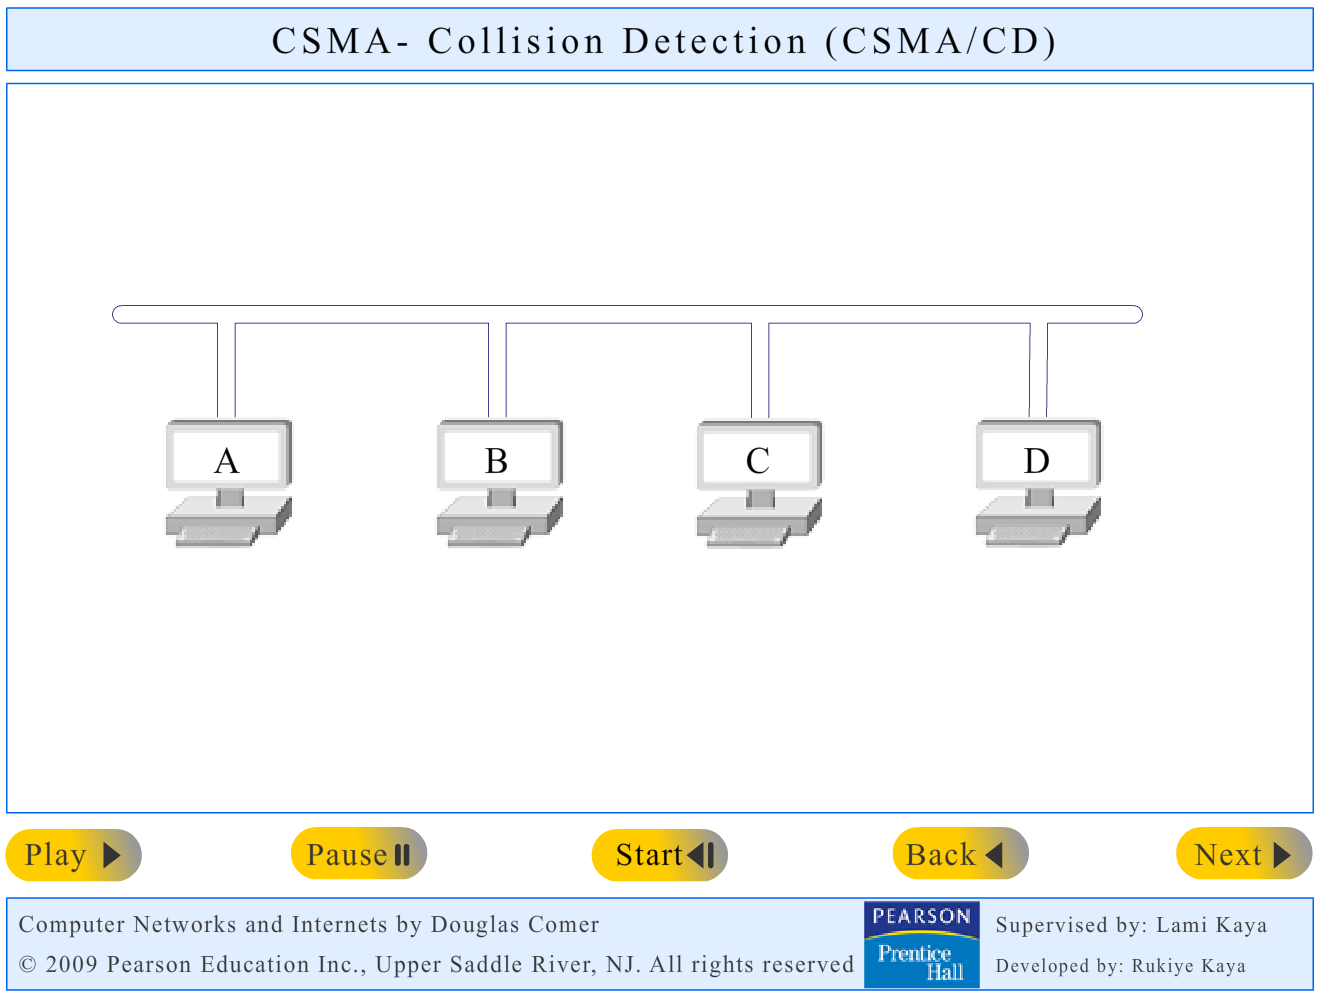 CSMA- Collision Detection (CSMA/CD)
A B C D
Play Pause Start Back Next
Computer Networks and Internets by Douglas Comer
© 2009 Pearson Education Inc., Upper Saddle River, NJ. All rights reserved
PEARSON
Prentice
Hall
Supervised by: Lami Kaya
Developed by: Rukiye Kaya